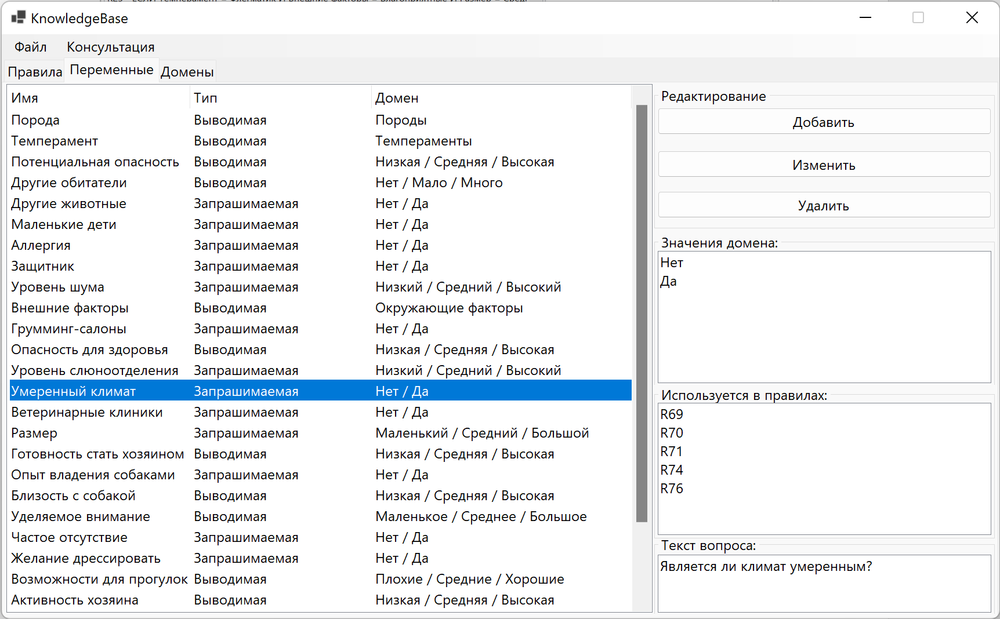 KnowledgeBase
Файл Консультация
Правила Переменные Домены
Имя Тип Домен
Порода Выводимая Породы
Темперамент Выводимая Темпераменты
Потенциальная опасность Выводимая Низкая / Средняя / Высокая
Другие обитатели Выводимая Нет / Мало / Много
Другие животные Запрашимаемая Нет / Да
Маленькие дети Запрашимаемая Нет / Да
Аллергия Запрашимаемая Нет / Да
Защитник Запрашимаемая Нет / Да
Уровень шума Запрашимаемая Низкий / Средний / Высокий
Внешние факторы Выводимая Окружающие факторы
Грумминг-салоны Запрашимаемая Нет / Да
Опасность для здоровья Выводимая Низкая / Средняя / Высокая
Уровень слюноотделения Запрашимаемая Низкий / Средний / Высокий
Умеренный климат Запрашимаемая Нет / Да
Ветеринарные клиники Запрашимаемая Нет / Да
Размер Запрашимаемая Маленький / Средний / Большой
Готовность стать хозяином Выводимая Низкая / Средняя / Высокая
Опыт владения собаками Запрашимаемая Нет / Да
Близость с собакой Выводимая Низкая / Средняя / Высокая
Уделяемое внимание Выводимая Маленькое / Среднее / Большое
Частое отсутствие Запрашимаемая Нет / Да
Желание дрессировать Запрашимаемая Нет / Да
Возможности для прогулок Выводимая Плохие / Средние / Хорошие
Активность хозяина Выводимая Низкая / Средняя / Высокая
Редактирование
Добавить
Изменить
Удалить
Значения домена:
Нет
Да
Используется в правилах:
R69
R70
R71
R74
R76
Текст вопроса:
Является ли климат умеренным?